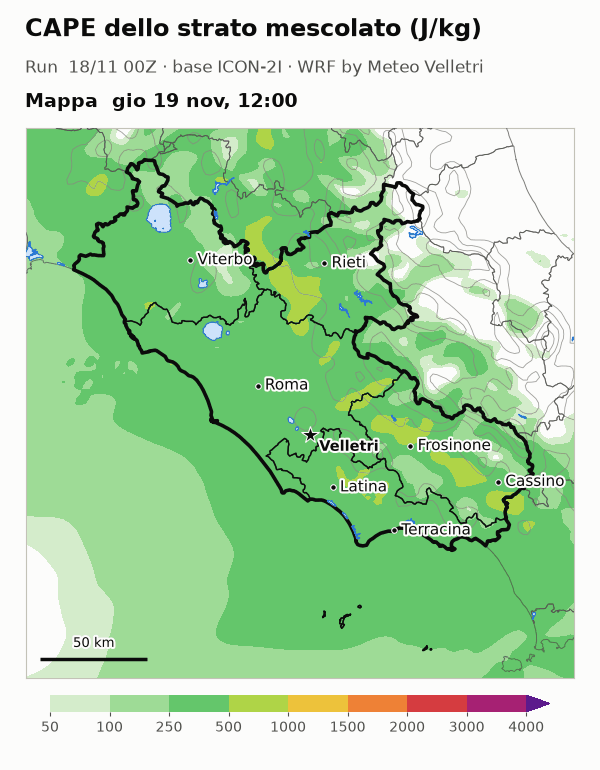 CAPE dello strato mescolato (J/kg)
Run  18/11 00Z · base ICON-2I · WRF by Meteo Velletri
Mappa  gio 19 nov, 12:00
Viterbo
Rieti
Roma
Velletri
Frosinone
Latina
Cassino
Terracina
50 km
50 100 250 500 1000 1500 2000 3000 4000